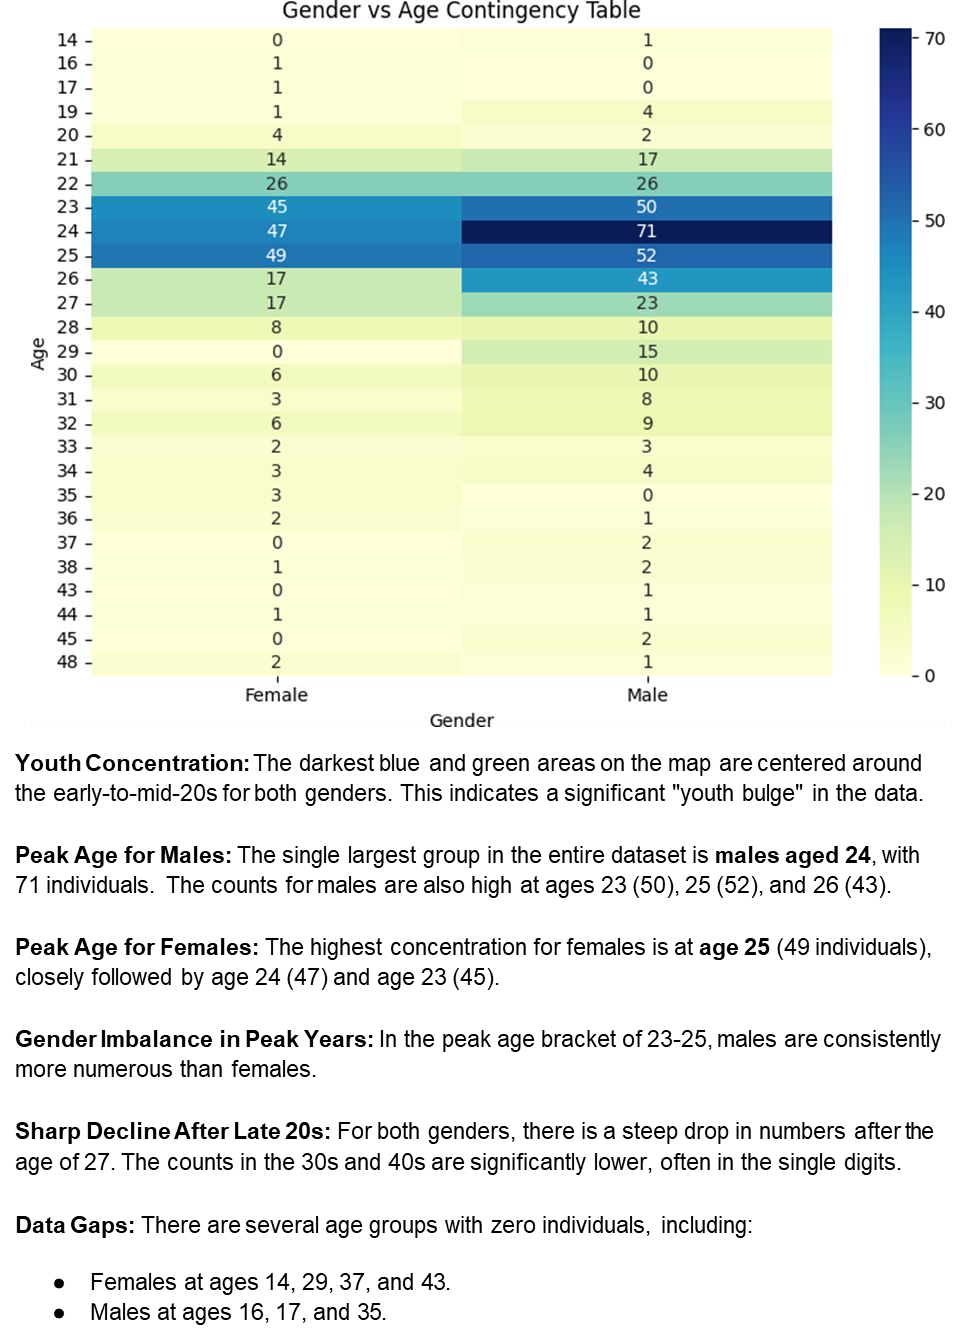 Gender vs Age Contingency Table
14 0 1
16 1 0
17 1 0
19 1 4
20 4 2
21 14 17
22 26 26
23 45 50
24 47 71
25 49 52
26 17 43
27 17 23
28 8 10
29 0 15
30 6 10
31 3 8
32 6 9
33 2 3
34 3 4
35 3 0
36 2 1
37 0 2
38 1 2
43 0 1
44 1 1
45 0 2
48 2 1
Age
Female Male
Gender
70
60
50
40
30
20
10
0
Youth Concentration: The darkest blue and green areas on the map are centered around
the early-to-mid-20s for both genders. This indicates a significant "youth bulge" in the data.
Peak Age for Males: The single largest group in the entire dataset is males aged 24, with
71 individuals. The counts for males are also high at ages 23 (50), 25 (52), and 26 (43).
Peak Age for Females: The highest concentration for females is at age 25 (49 individuals),
closely followed by age 24 (47) and age 23 (45).
Gender Imbalance in Peak Years: In the peak age bracket of 23-25, males are consistently
more numerous than females.
Sharp Decline After Late 20s: For both genders, there is a steep drop in numbers after the
age of 27. The counts in the 30s and 40s are significantly lower, often in the single digits.
Data Gaps: There are several age groups with zero individuals, including:
● Females at ages 14, 29, 37, and 43.
● Males at ages 16, 17, and 35.